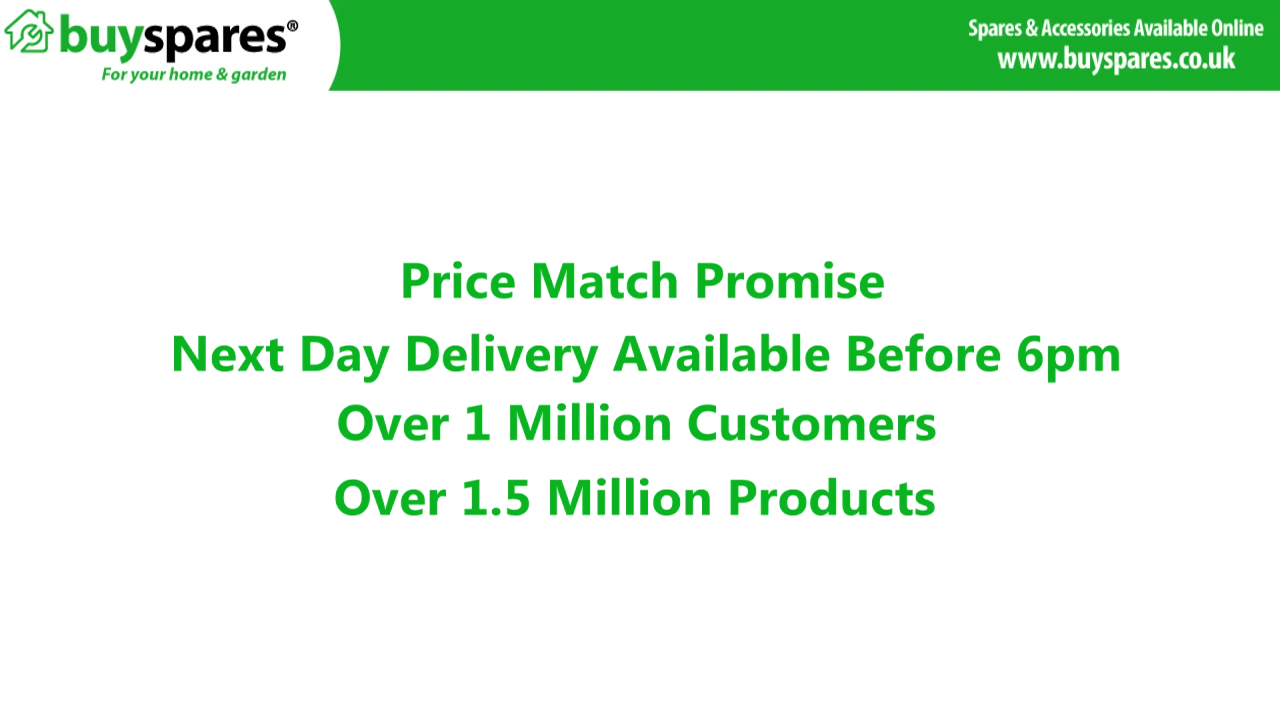 buyspares®
For your home & garden
Spares & Accessories Available Online
www.buyspares.co.uk
Price Match Promise
Next Day Delivery Available Before 6pm
Over 1 Million Customers
Over 1.5 Million Products